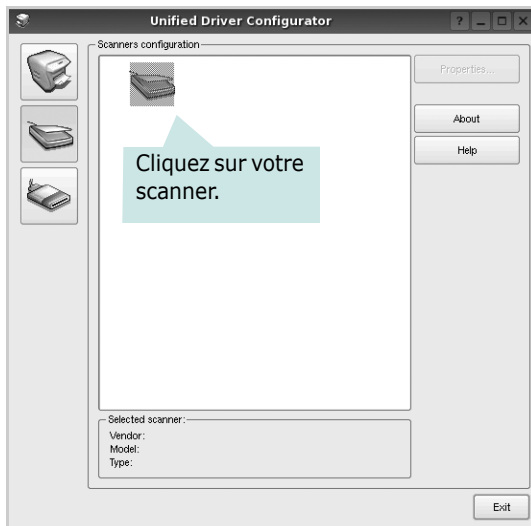 Unified Driver Configurator
Scanners configuration
Properties...
About
Help
Cliquez sur votre
scanner.
Selected scanner:
Vendor:
Model:
Type:
Exit